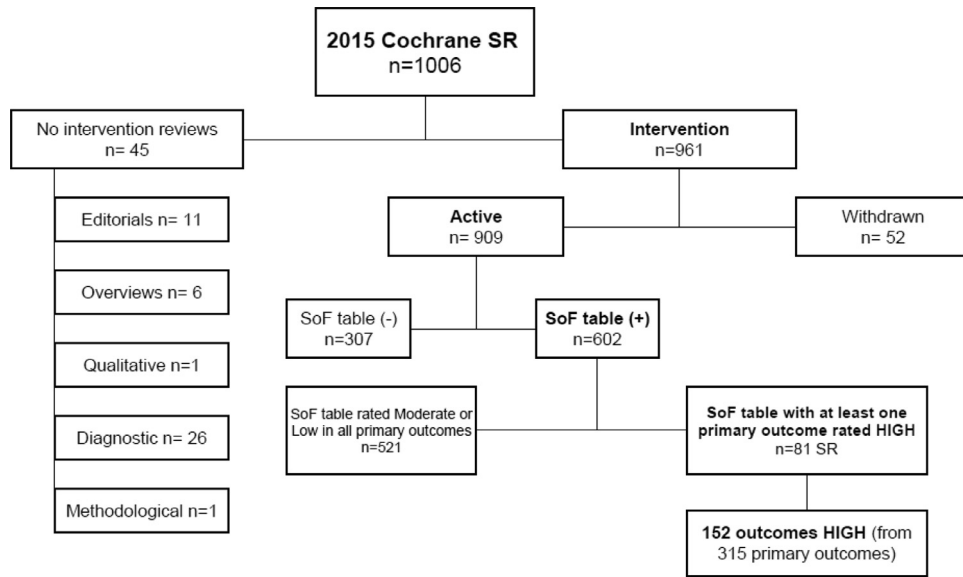 2015 Cochrane SR
n=1006
No intervention reviews
n= 45
Intervention
n=961
Editorials n= 11
Overviews n= 6
Qualitative n=1
Diagnostic n= 26
Methodological n=1
Active
n= 909
Withdrawn
n= 52
SoF table (-)
n=307
SoF table (+)
n=602
SoF table rated Moderate or
Low in all primary outcomes
n=521
SoF table with at least one
primary outcome rated HIGH
n=81 SR
152 outcomes HIGH (from
315 primary outcomes)